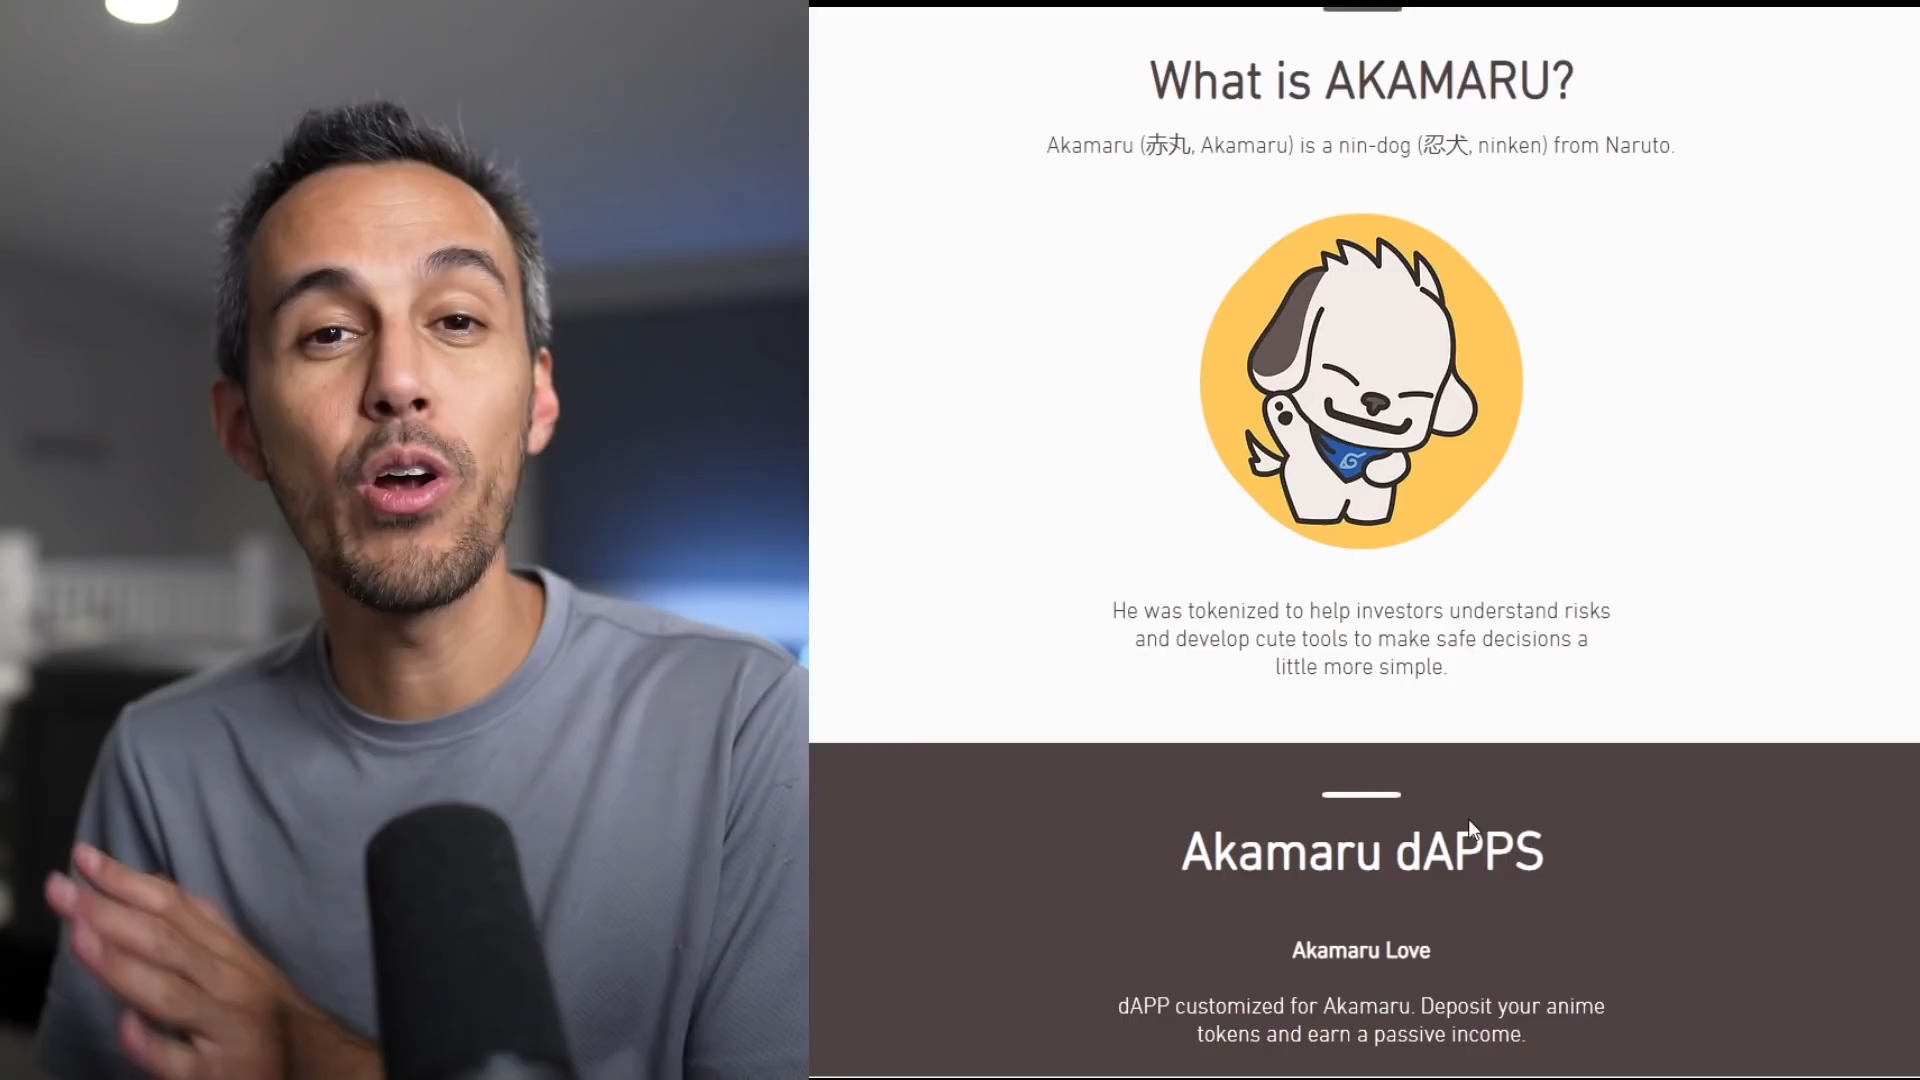 What is AKAMARU?
Akamaru (赤丸, Akamaru) is a nin-dog (忍犬, ninken) from Naruto.
He was tokenized to help investors understand risks
and develop cute tools to make safe decisions a
little more simple.
Akamaru dAPPS
Akamaru Love
dAPP customized for Akamaru. Deposit your anime
tokens and earn a passive income.